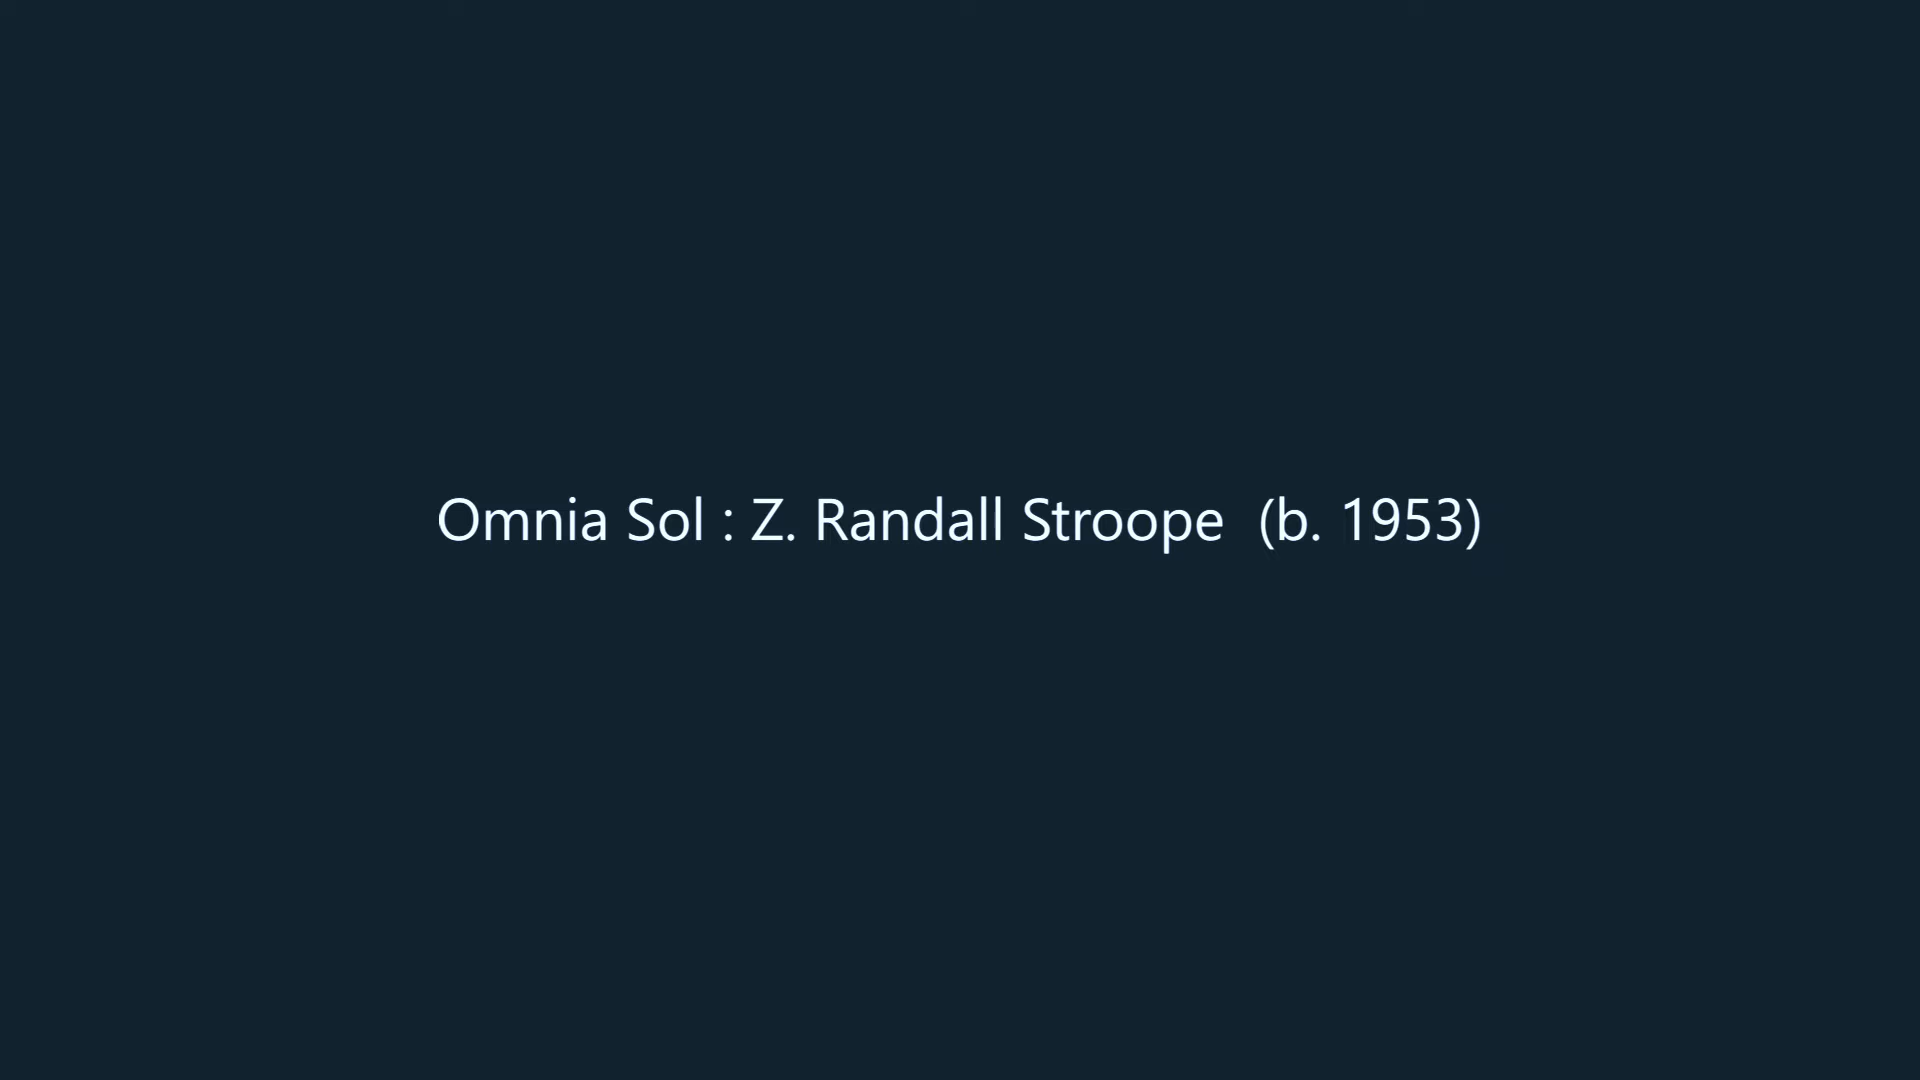 Omnia Sol : Z. Randall Stroope  (b. 1953)